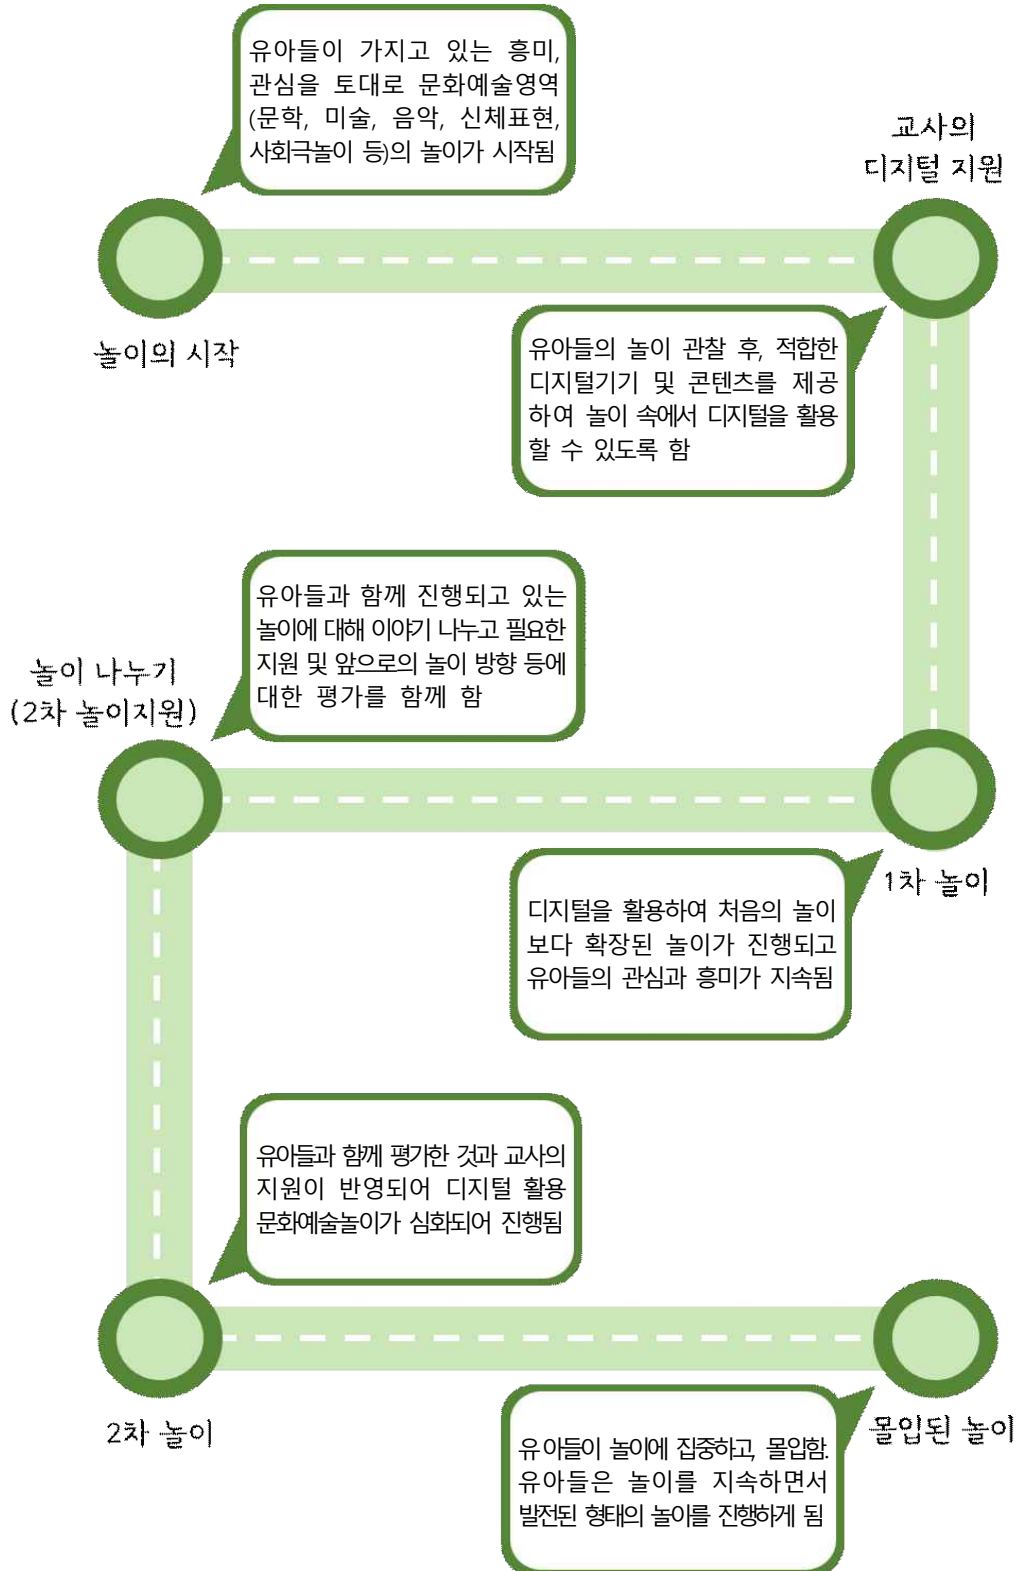 유아들이 가지고 있는 흥미,
관심을 토대로 문화예술영역
(문학, 미술, 음악, 신체표현,
사회극놀이 등)의 놀이가 시작됨
놀이의 시작
교사의
디지털 지원
유아들의 놀이 관찰 후, 적합한
디지털기기 및 콘텐츠를 제공
하여 놀이 속에서 디지털을 활용
할 수 있도록 함
1차 놀이
디지털을 활용하여 처음의 놀이
보다 확장된 놀이가 진행되고
유아들의 관심과 흥미가 지속됨
놀이 나누기
(2차 놀이지원)
유아들과 함께 진행되고 있는
놀이에 대해 이야기 나누고 필요한
지원 및 앞으로의 놀이 방향 등에
대한 평가를 함께 함
유아들과 함께 평가한 것과 교사의
지원이 반영되어 디지털 활용
문화예술놀이가 심화되어 진행됨
2차 놀이
몰입된 놀이
유아들이 놀이에 집중하고, 몰입함.
유아들은 놀이를 지속하면서
발전된 형태의 놀이를 진행하게 됨